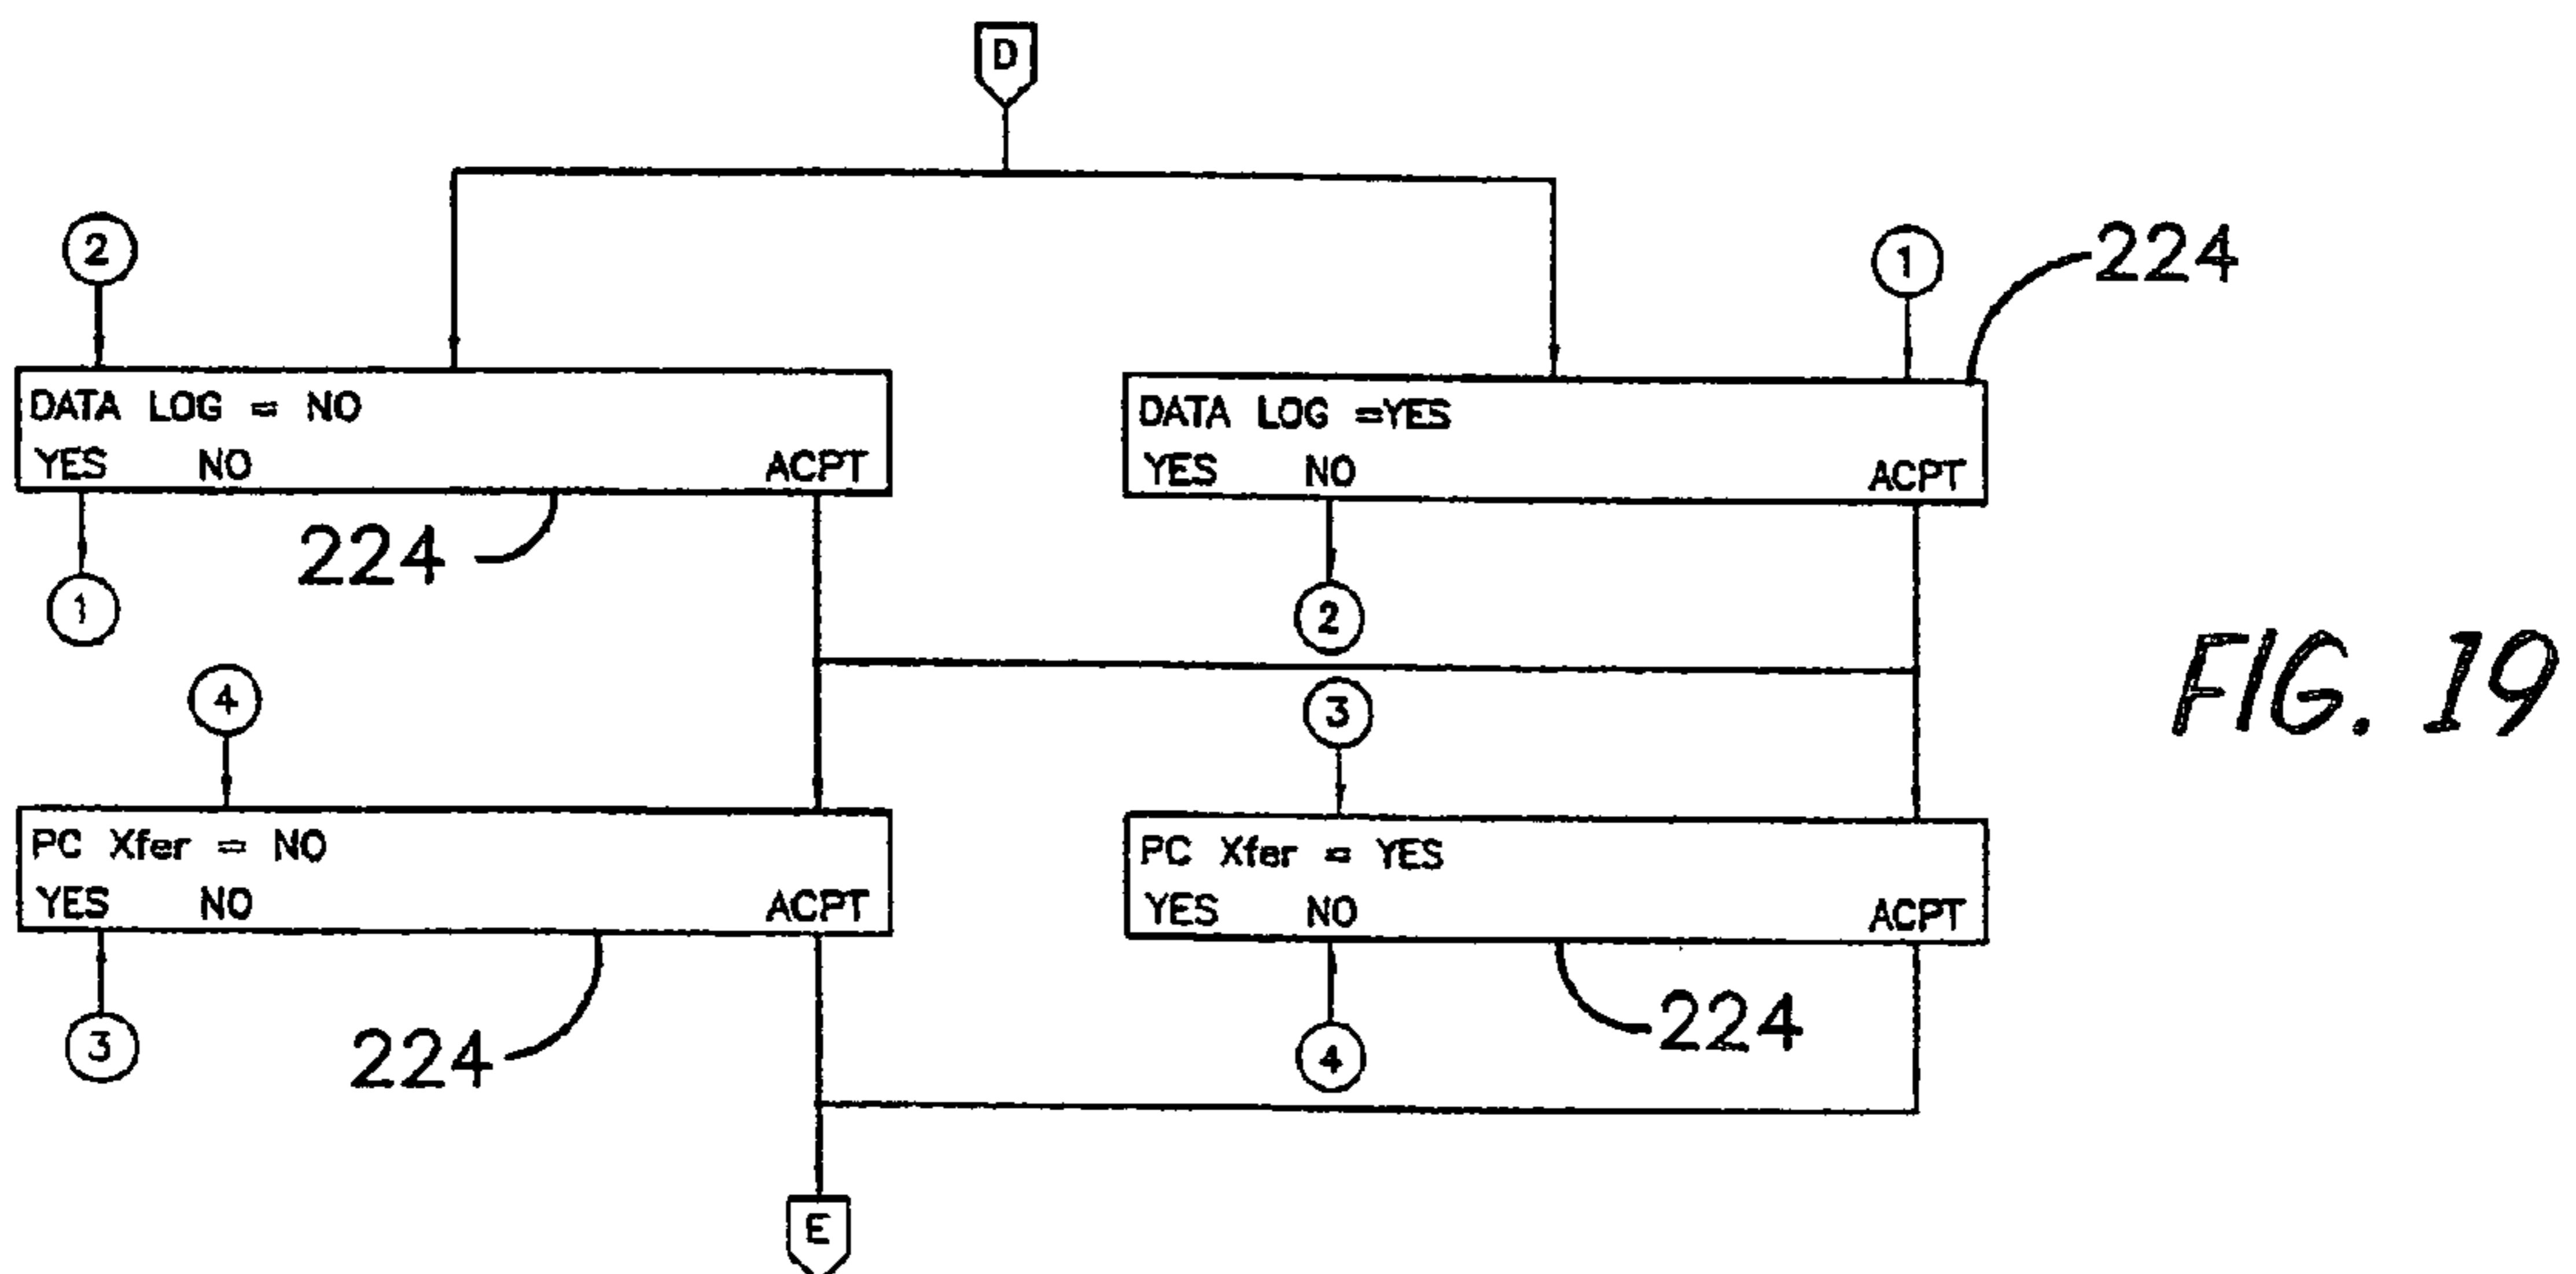 D
2
1
224
DATA LOG = NO
YES NO ACPT
DATA LOG =YES
YES NO ACPT
224
1
2
4
3
FIG. 19
PC Xfer = NO
YES NO ACPT
PC Xfer = YES
YES NO ACPT
3
224
4
224
E